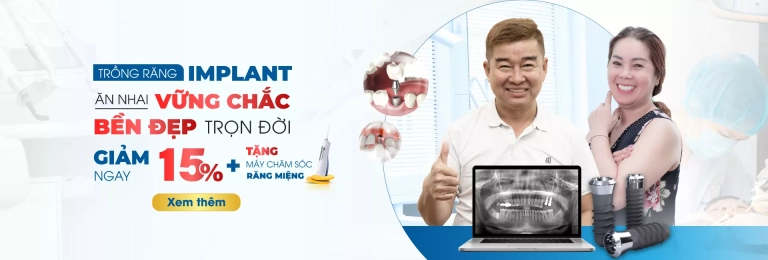 TRỒNG RĂNG IMPLANT
ĂN NHAI VỮNG CHẮC
BỀN ĐẸP TRỌN ĐỜI
GIẢM NGAY 15% + TẶNG MÁY CHĂM SÓC RĂNG MIỆNG
Xem thêm